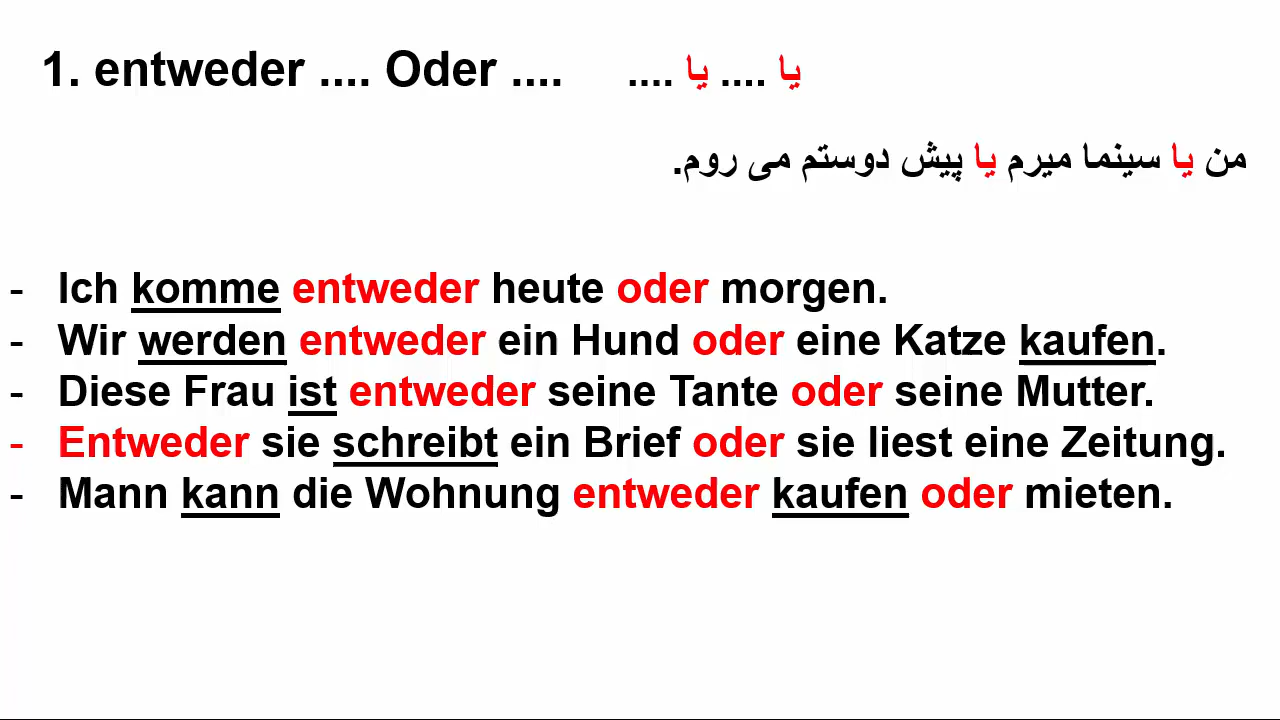 1. entweder .... Oder ....    یا .... یا ....
من یا سینما میرم یا پیش دوستم می روم.
- Ich komme entweder heute oder morgen.
- Wir werden entweder ein Hund oder eine Katze kaufen.
- Diese Frau ist entweder seine Tante oder seine Mutter.
- Entweder sie schreibt ein Brief oder sie liest eine Zeitung.
- Mann kann die Wohnung entweder kaufen oder mieten.